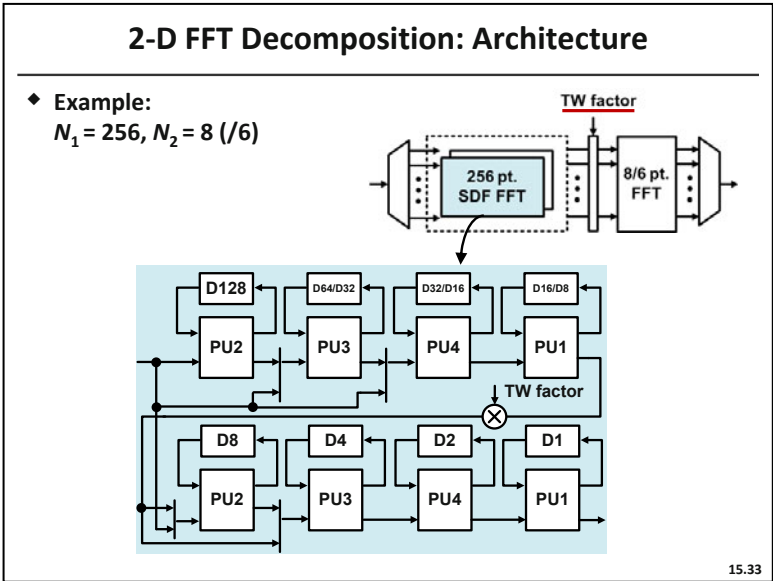 2-D FFT Decomposition: Architecture
◆ Example:
N1 = 256, N2 = 8 (/6)
TW factor
256 pt.
SDF FFT
8/6 pt.
FFT
D128
D64/D32
D32/D16
D16/D8
PU2
PU3
PU4
PU1
TW factor
D8
D4
D2
D1
PU2
PU3
PU4
PU1
15.33